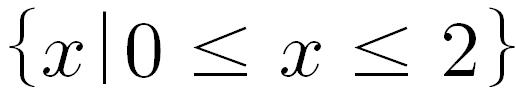 {x|0 ≤ x ≤ 2}